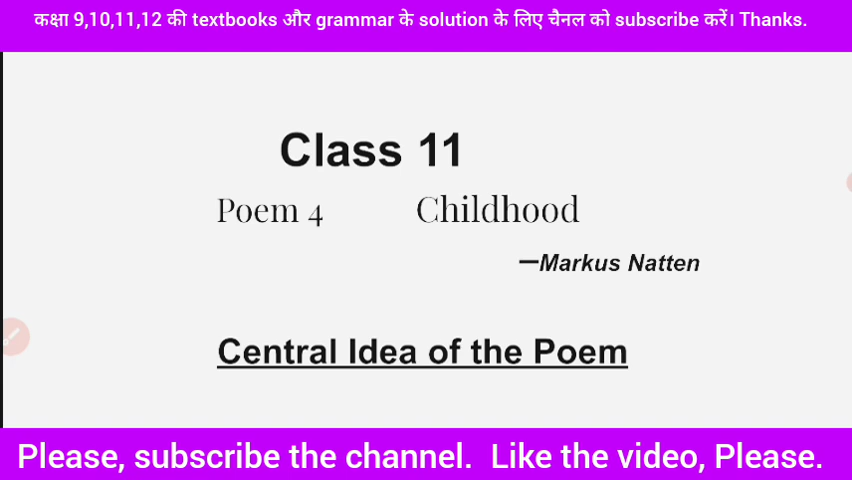 कक्षा 9,10,11,12 की textbooks और grammar के solution के लिए चैनल को subscribe करें। Thanks.
Class 11
Poem 4 Childhood
—Markus Natten
Central Idea of the Poem
Please, subscribe the channel. Like the video, Please.